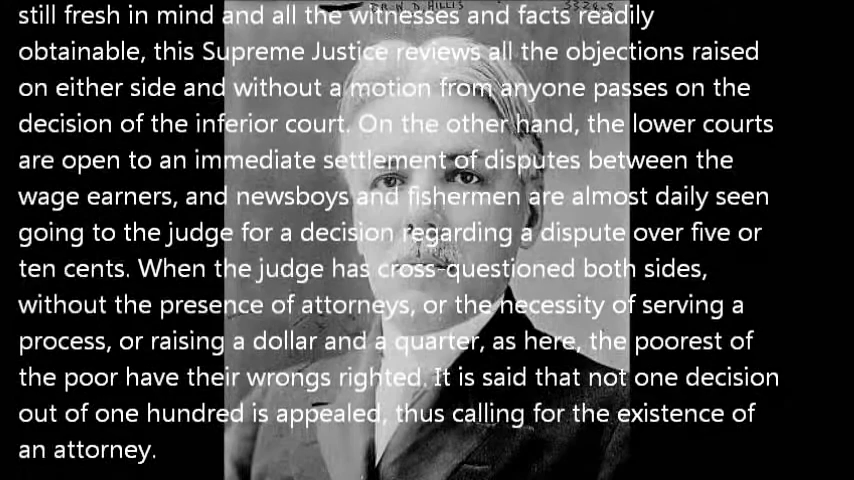 DR. N. D. HILLIS 3328-8
still fresh in mind and all the witnesses and facts readily
obtainable, this Supreme Justice reviews all the objections raised
on either side and without a motion from anyone passes on the
decision of the inferior court. On the other hand, the lower courts
are open to an immediate settlement of disputes between the
wage earners, and newsboys and fishermen are almost daily seen
going to the judge for a decision regarding a dispute over five or
ten cents. When the judge has cross-questioned both sides,
without the presence of attorneys, or the necessity of serving a
process, or raising a dollar and a quarter, as here, the poorest of
the poor have their wrongs righted. It is said that not one decision
out of one hundred is appealed, thus calling for the existence of
an attorney.